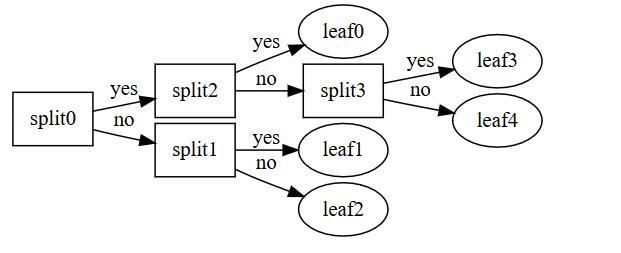 split0
yes
no
split2
split1
yes
no
yes
no
leaf0
split3
leaf1
leaf2
yes
no
leaf3
leaf4